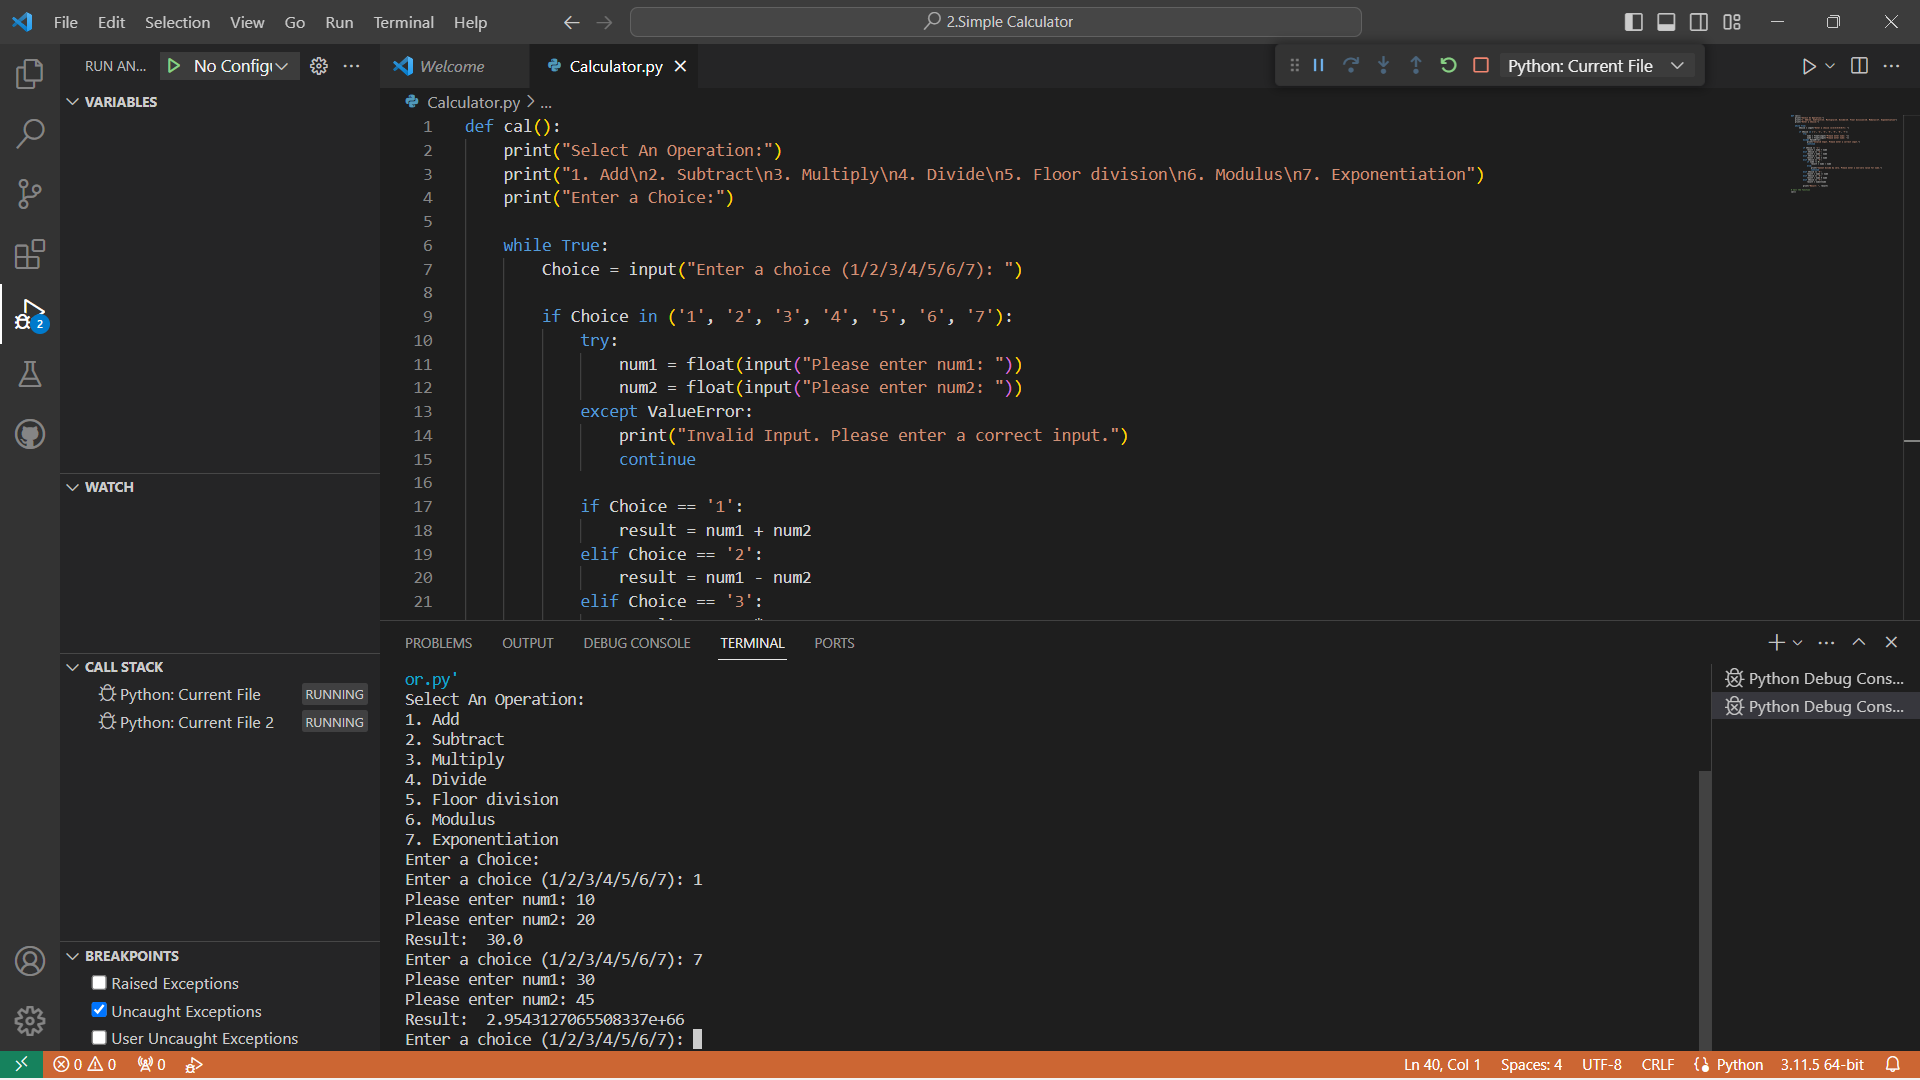 File Edit Selection View Go Run Terminal Help
2.Simple Calculator
RUN AN... No Config
VARIABLES
WATCH
CALL STACK
Python: Current File RUNNING
Python: Current File 2 RUNNING
BREAKPOINTS
Raised Exceptions
Uncaught Exceptions
User Uncaught Exceptions
2
Welcome Calculator.py
Python: Current File
Calculator.py > ...
1 def cal():
2 print("Select An Operation:")
3 print("1. Add\n2. Subtract\n3. Multiply\n4. Divide\n5. Floor division\n6. Modulus\n7. Exponentiation")
4 print("Enter a Choice:")
5
6 while True:
7 Choice = input("Enter a choice (1/2/3/4/5/6/7): ")
8
9 if Choice in ('1', '2', '3', '4', '5', '6', '7'):
10 try:
11 num1 = float(input("Please enter num1: "))
12 num2 = float(input("Please enter num2: "))
13 except ValueError:
14 print("Invalid Input. Please enter a correct input.")
15 continue
16
17 if Choice == '1':
18 result = num1 + num2
19 elif Choice == '2':
20 result = num1 - num2
21 elif Choice == '3':
PROBLEMS OUTPUT DEBUG CONSOLE TERMINAL PORTS
or.py'
Select An Operation:
1. Add
2. Subtract
3. Multiply
4. Divide
5. Floor division
6. Modulus
7. Exponentiation
Enter a Choice:
Enter a choice (1/2/3/4/5/6/7): 1
Please enter num1: 10
Please enter num2: 20
Result:  30.0
Enter a choice (1/2/3/4/5/6/7): 7
Please enter num1: 30
Please enter num2: 45
Result:  2.9543127065508337e+66
Enter a choice (1/2/3/4/5/6/7):
Python Debug Cons...
Python Debug Cons...
0 0 0
Ln 40, Col 1 Spaces: 4 UTF-8 CRLF Python 3.11.5 64-bit